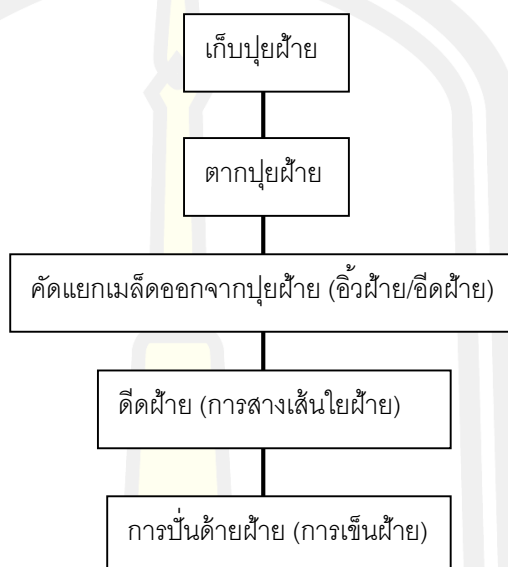 เก็บปุยฝ้าย
ตากปุยฝ้าย
คัดแยกเมล็ดออกจากปุยฝ้าย (อิ้วฝ้าย/อีดฝ้าย)
ดีดฝ้าย (การสางเส้นใยฝ้าย)
การปั่นด้ายฝ้าย (การเข็นฝ้าย)